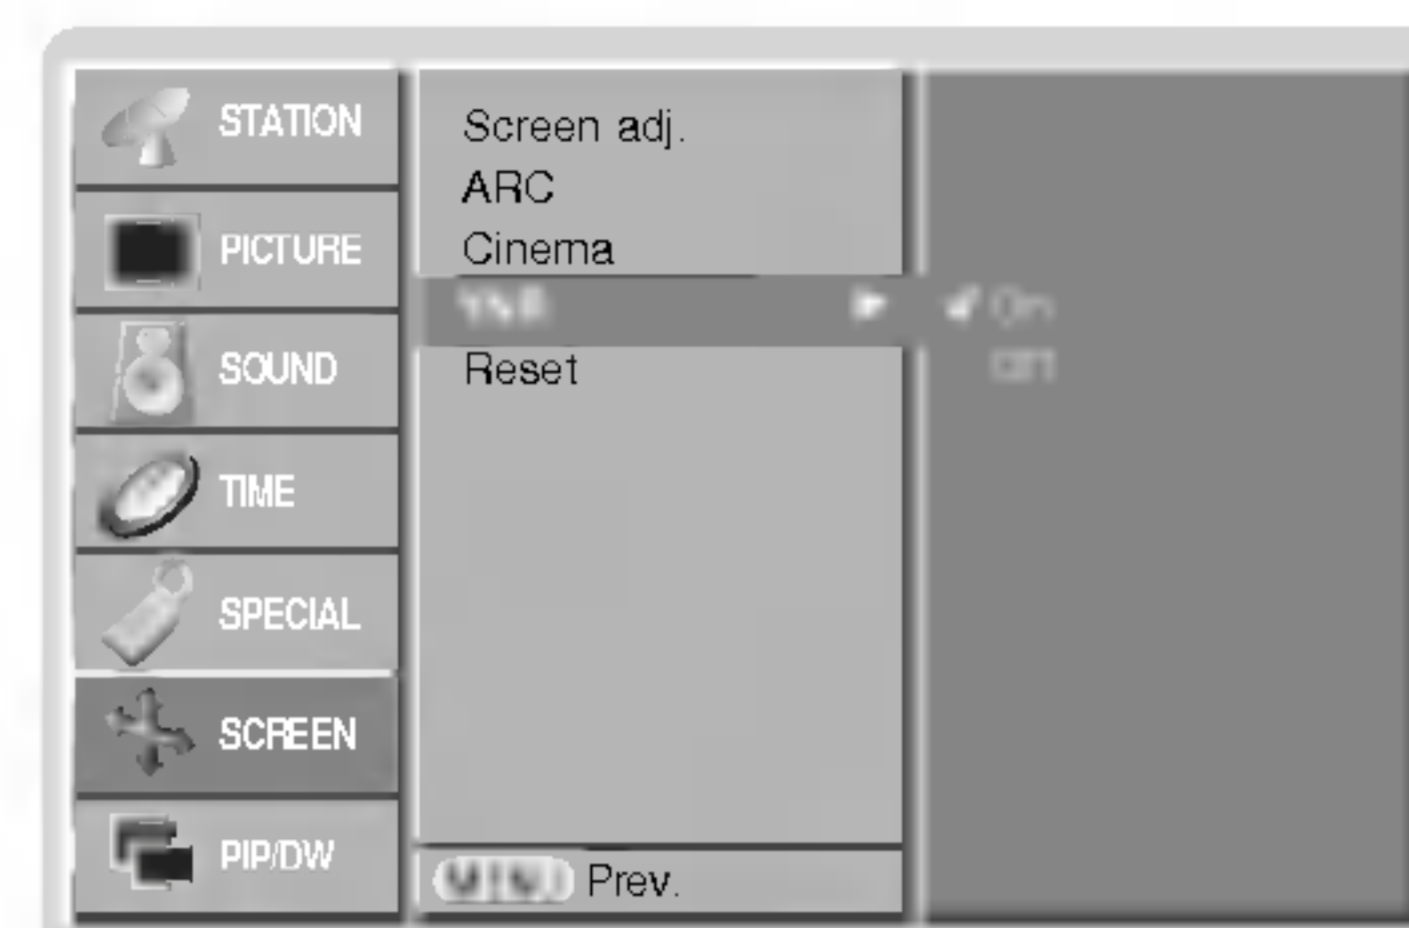 STATION
PICTURE
SOUND
TIME
SPECIAL
SCREEN
PIP/DW
Screen adj.
ARC
Cinema
Reset
Prev.
On